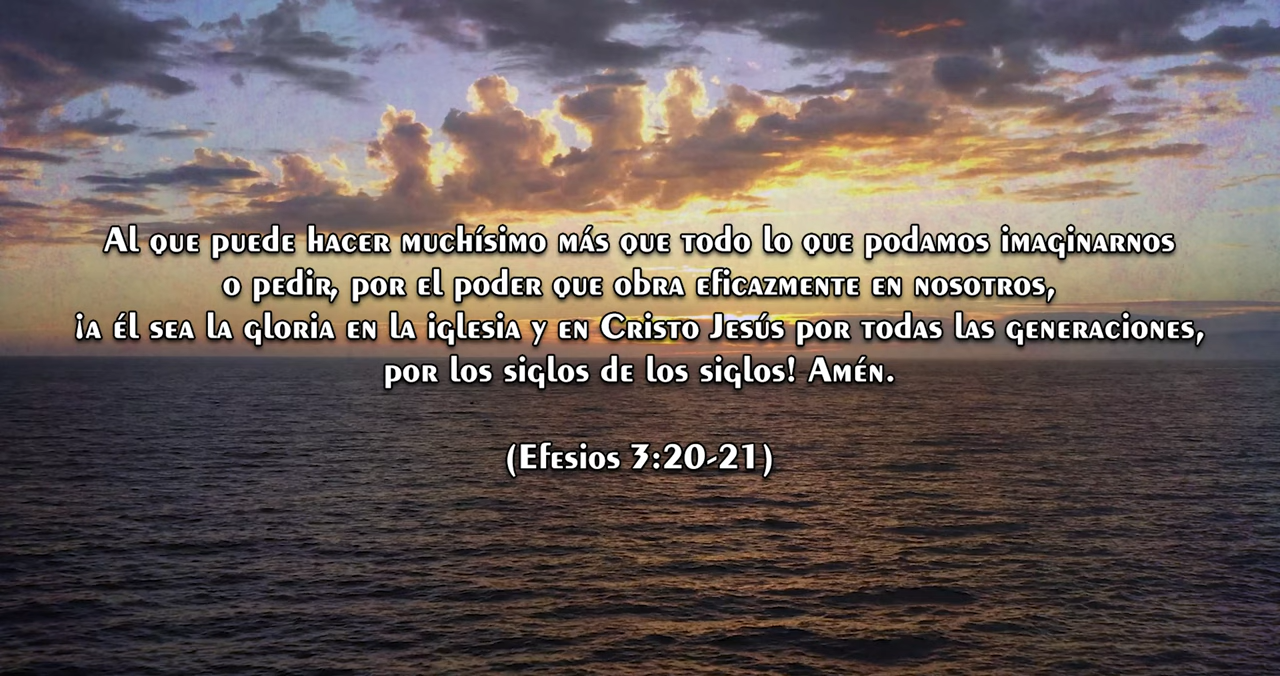 Al que puede hacer muchísimo más que todo lo que podamos imaginarnos
o pedir, por el poder que obra eficazmente en nosotros,
¡a él sea la gloria en la iglesia y en Cristo Jesús por todas las generaciones,
por los siglos de los siglos! Amén.
(Efesios 3:20-21)